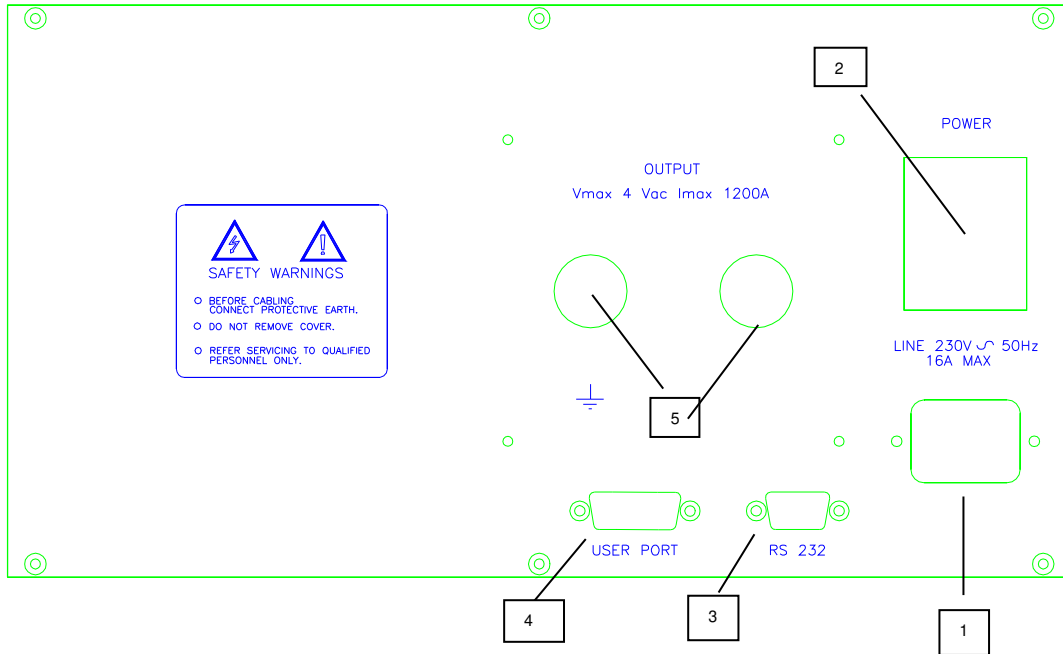 2
POWER
OUTPUT
Vmax 4 Vac Imax 1200A
SAFETY WARNINGS
BEFORE CABLING
CONNECT PROTECTIVE EARTH.
DO NOT REMOVE COVER.
REFER SERVICING TO QUALIFIED
PERSONNEL ONLY.
LINE 230V 50Hz
16A MAX
5
USER PORT
RS 232
4
3
1